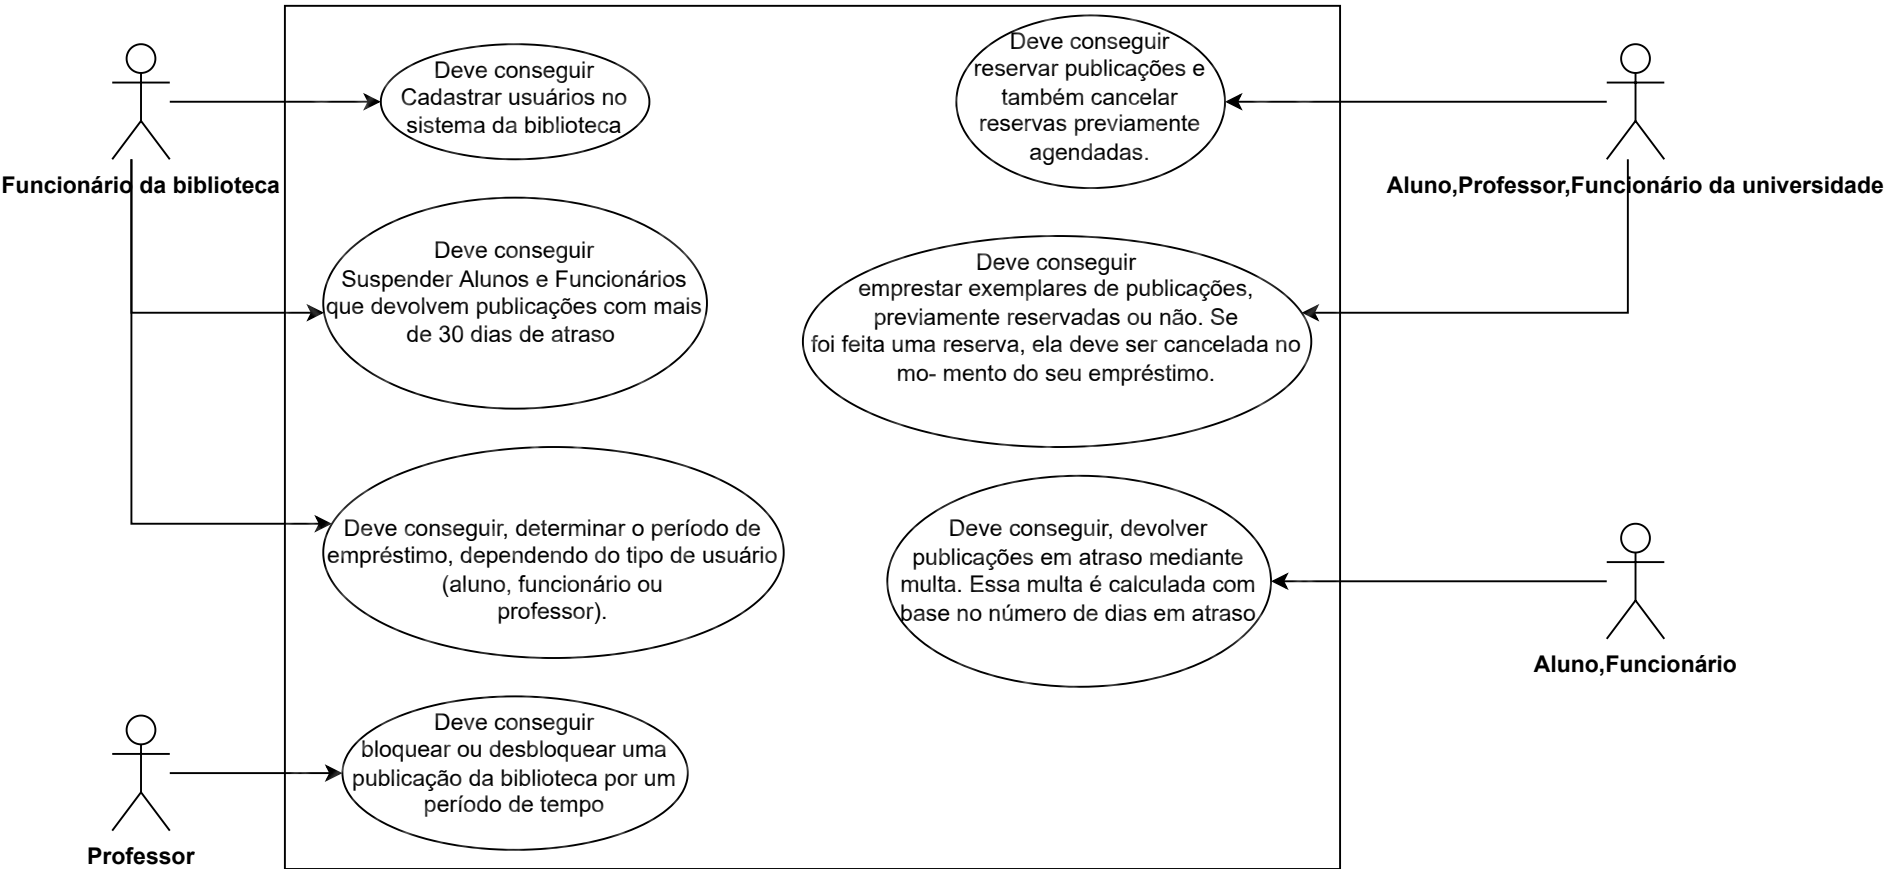 Deve conseguir
Cadastrar usuários no
sistema da biblioteca
Funcionário da biblioteca
Deve conseguir
Suspender Alunos e Funcionários
que devolvem publicações com mais
de 30 dias de atraso
Deve conseguir, determinar o período de
empréstimo, dependendo do tipo de usuário
(aluno, funcionário ou
professor).
Deve conseguir
bloquear ou desbloquear uma
publicação da biblioteca por um
período de tempo
Professor
Deve conseguir
reservar publicações e
também cancelar
reservas previamente
agendadas.
Aluno,Professor,Funcionário da universidade
Deve conseguir
emprestar exemplares de publicações,
previamente reservadas ou não. Se
foi feita uma reserva, ela deve ser cancelada no
mo- mento do seu empréstimo.
Deve conseguir, devolver
publicações em atraso mediante
multa. Essa multa é calculada com
base no número de dias em atraso
Aluno,Funcionário